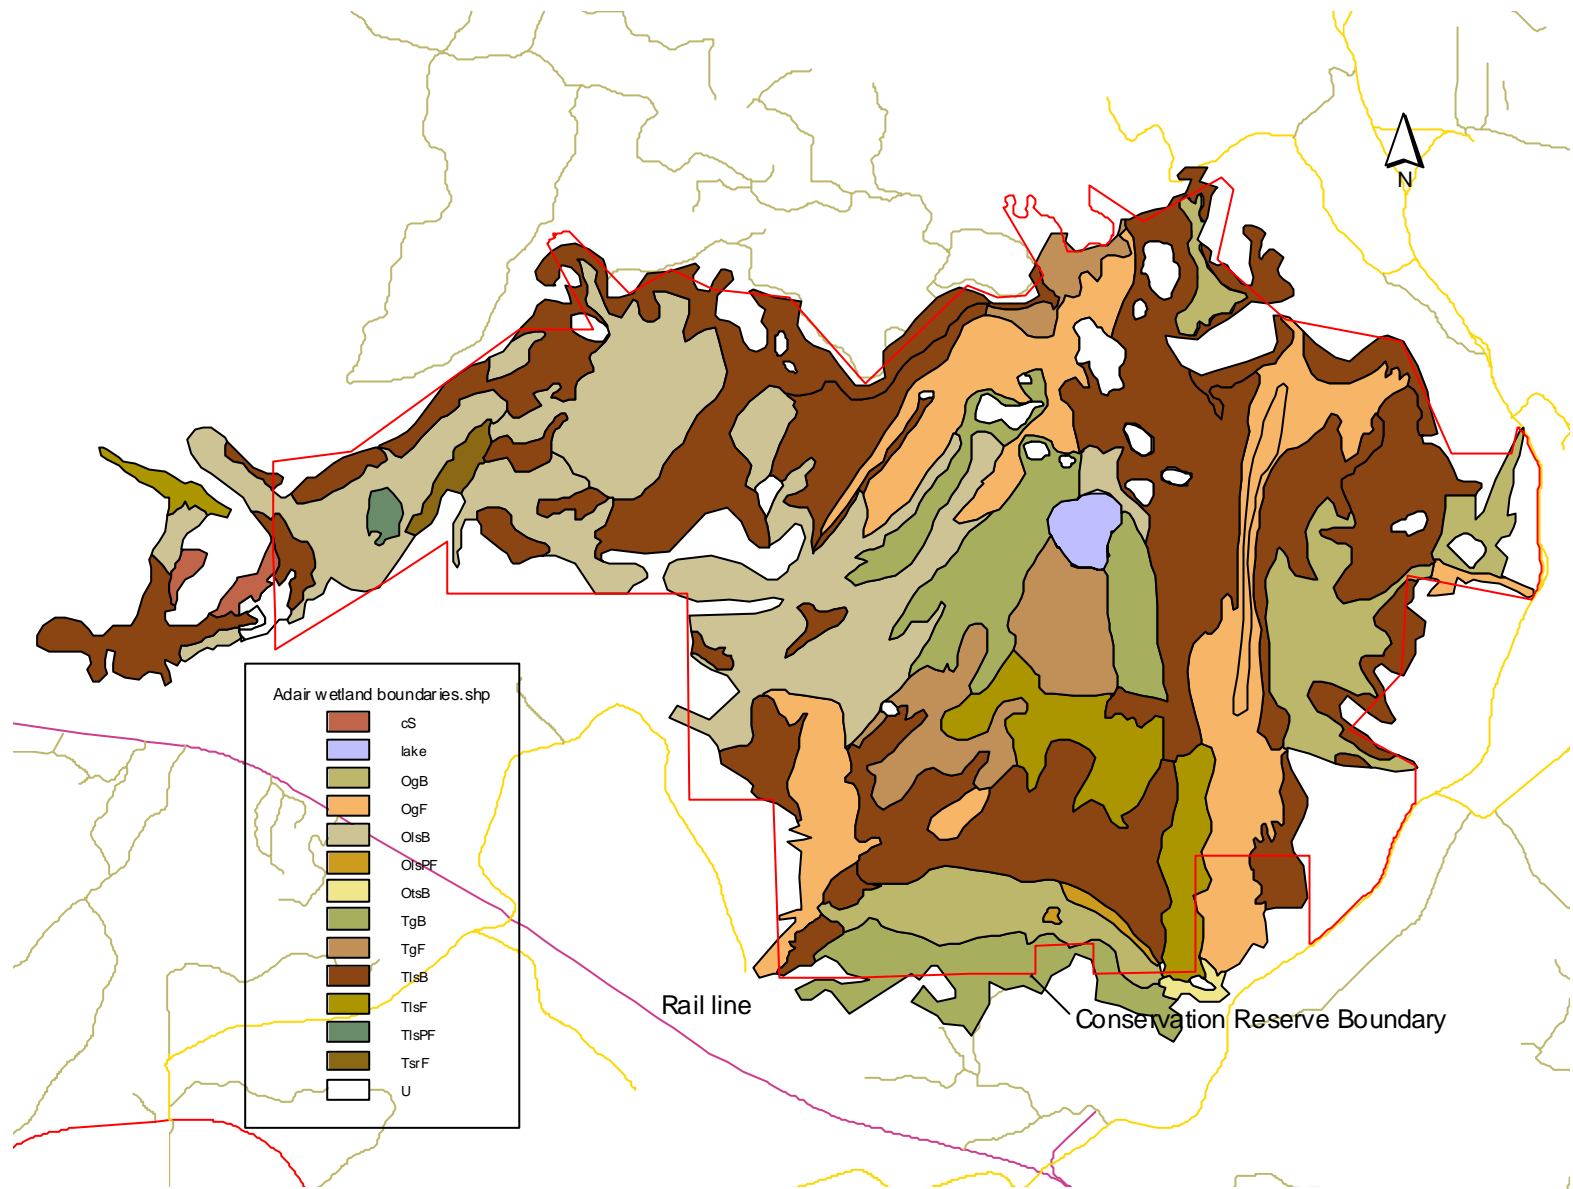 N
Adair wetland boundaries.shp
cS
lake
OgB
OgF
OlsB
OlsPF
OtsB
TgB
TgF
TlsB
TlsF
TlsPF
TsrF
U
Rail line
Conservation Reserve Boundary